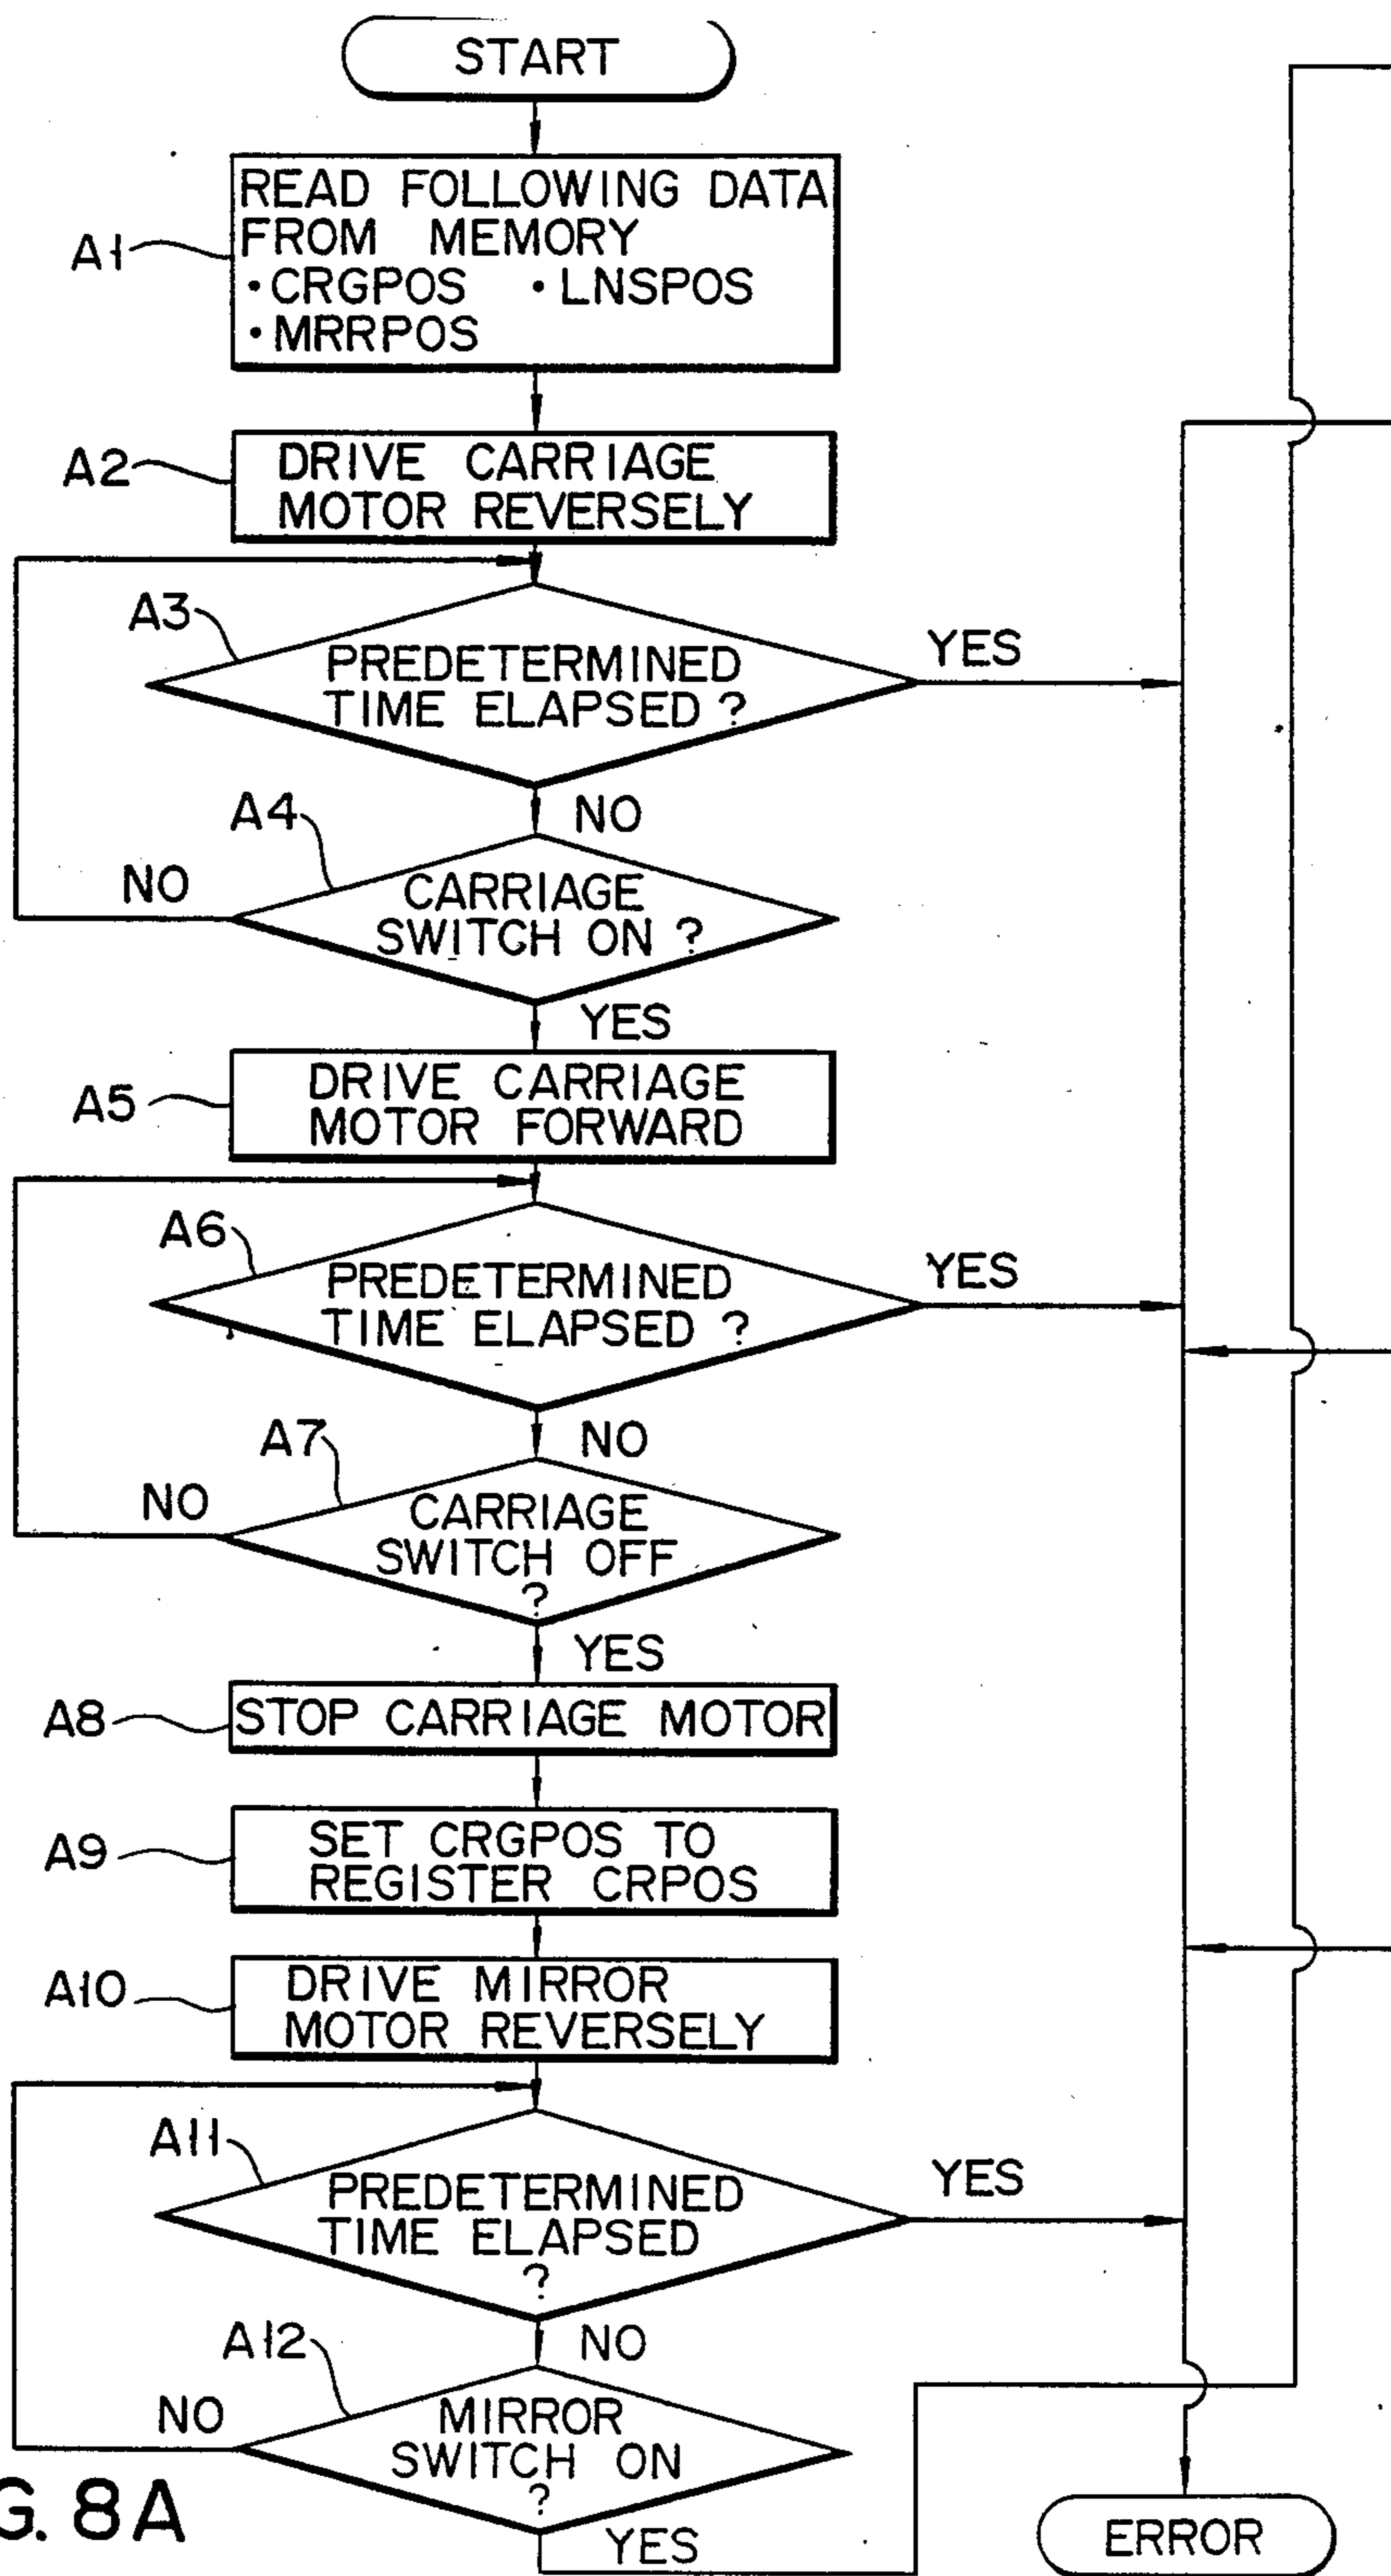 START
A1
READ FOLLOWING DATA
FROM MEMORY
• CRGPOS • LNSPOS
• MRRPOS
A2
DRIVE CARRIAGE
MOTOR REVERSELY
A3
PREDETERMINED
TIME ELAPSED ?
YES
NO
A4
CARRIAGE
SWITCH ON ?
NO
YES
A5
DRIVE CARRIAGE
MOTOR FORWARD
A6
PREDETERMINED
TIME ELAPSED ?
YES
NO
A7
CARRIAGE
SWITCH OFF
?
NO
YES
A8
STOP CARRIAGE MOTOR
A9
SET CRGPOS TO
REGISTER CRPOS
A10
DRIVE MIRROR
MOTOR REVERSELY
A11
PREDETERMINED
TIME ELAPSED
?
YES
NO
A12
MIRROR
SWITCH ON
?
NO
YES
ERROR
G. 8A